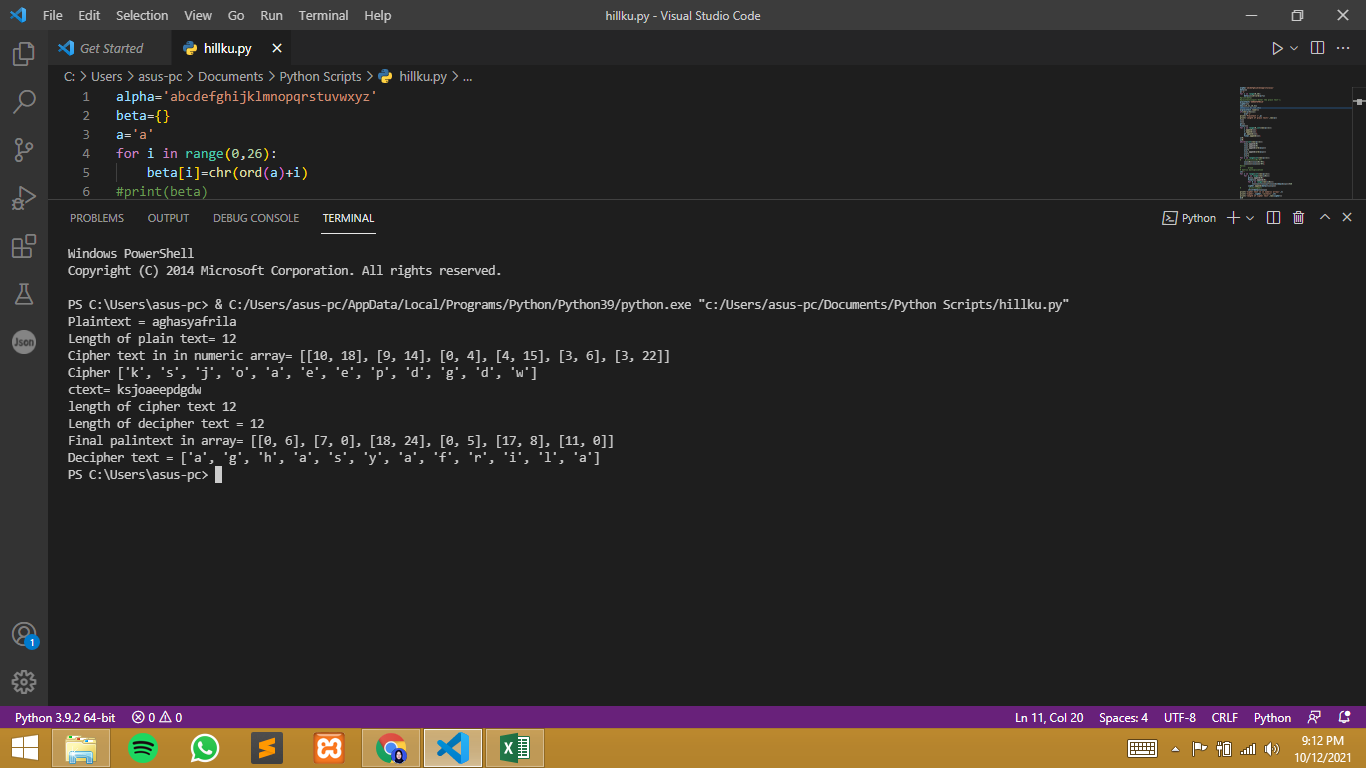 File Edit Selection View Go Run Terminal Help hillku.py - Visual Studio Code
Get Started hillku.py
C: > Users > asus-pc > Documents > Python Scripts > hillku.py > ...
1 alpha='abcdefghijklmnopqrstuvwxyz'
2 beta={}
3 a='a'
4 for i in range(0,26):
5 beta[i]=chr(ord(a)+i)
6 #print(beta)
PROBLEMS OUTPUT DEBUG CONSOLE TERMINAL Python
Windows PowerShell
Copyright (C) 2014 Microsoft Corporation. All rights reserved.
PS C:\Users\asus-pc> & C:/Users/asus-pc/AppData/Local/Programs/Python/Python39/python.exe "c:/Users/asus-pc/Documents/Python Scripts/hillku.py"
Plaintext = aghasyafrila
Length of plain text= 12
Cipher text in in numeric array= [[10, 18], [9, 14], [0, 4], [4, 15], [3, 6], [3, 22]]
Cipher ['k', 's', 'j', 'o', 'a', 'e', 'e', 'p', 'd', 'g', 'd', 'w']
ctext= ksjoaeepdgdw
length of cipher text 12
Length of decipher text = 12
Final palintext in array= [[0, 6], [7, 0], [18, 24], [0, 5], [17, 8], [11, 0]]
Decipher text = ['a', 'g', 'h', 'a', 's', 'y', 'a', 'f', 'r', 'i', 'l', 'a']
PS C:\Users\asus-pc>
Json
1
Python 3.9.2 64-bit 0 0 Ln 11, Col 20 Spaces: 4 UTF-8 CRLF Python
9:12 PM
10/12/2021